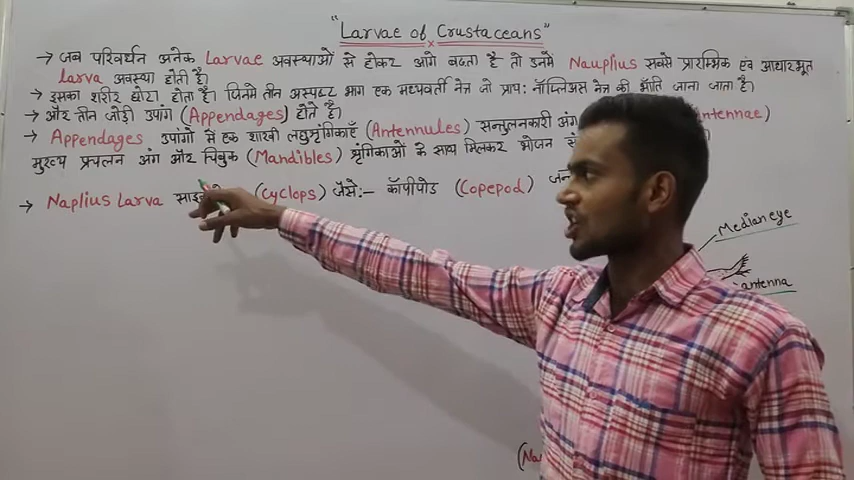 "Larvae of Crustaceans"
→ जब परिवर्धन अनेक Larvae अवस्थाओं से होकर आगे बढता है तो इनमें Nauplius सबसे प्रारम्भिक एवं आधारभूत
larva अवस्था होती है।
→ इसका शरीर छोटा होता है। जिनमे तीन अस्पष्ट भाग एक मध्यवर्ती नेत्र जो प्राप: नॉप्लिअस नेत्र की भाँति जाना जाता है।
→ और तीन जोड़ी उपांग (Appendages) होते है।
→ Appendages उपांगो से एक शाखी लघुशृंगिकाएँ (Antennules) सन्तुलनकारी अंग Antennae)
मुख्य प्रचलन अंग और चिबुक (Mandibles) श्रृंगिकाओं के साथ मिलकर भोजन
→ Naplius Larva (Cyclops) जैसे:- कॉपीपोड (Copepod)
Median eye
antenna